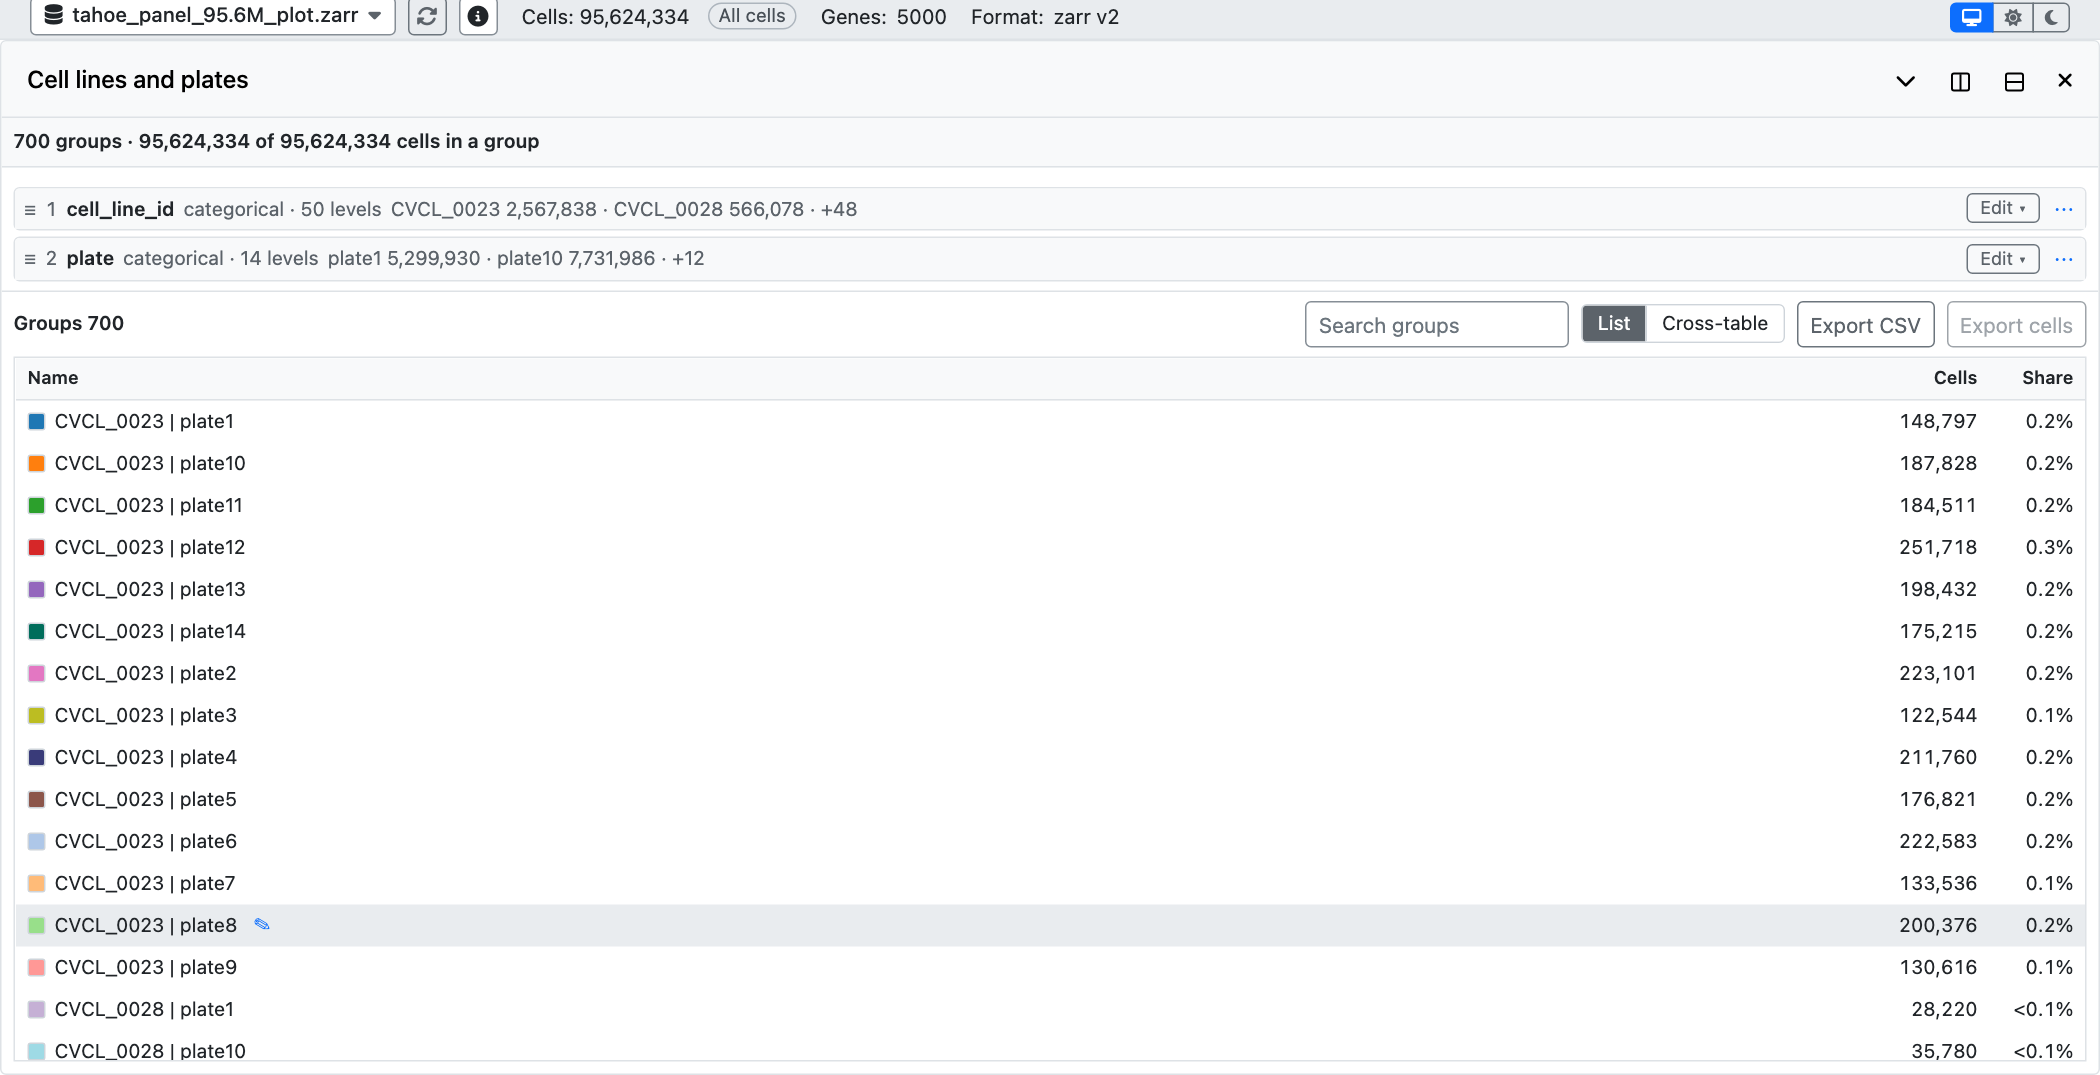 tahoe_panel_95.6M_plot.zarr Cells: 95,624,334 All cells Genes: 5000 Format: zarr v2
Cell lines and plates
700 groups · 95,624,334 of 95,624,334 cells in a group
1 cell_line_id categorical · 50 levels CVCL_0023 2,567,838 · CVCL_0028 566,078 · +48 Edit
2 plate categorical · 14 levels plate1 5,299,930 · plate10 7,731,986 · +12 Edit
Groups 700 Search groups List Cross-table Export CSV Export cells
Name Cells Share
CVCL_0023 | plate1 148,797 0.2%
CVCL_0023 | plate10 187,828 0.2%
CVCL_0023 | plate11 184,511 0.2%
CVCL_0023 | plate12 251,718 0.3%
CVCL_0023 | plate13 198,432 0.2%
CVCL_0023 | plate14 175,215 0.2%
CVCL_0023 | plate2 223,101 0.2%
CVCL_0023 | plate3 122,544 0.1%
CVCL_0023 | plate4 211,760 0.2%
CVCL_0023 | plate5 176,821 0.2%
CVCL_0023 | plate6 222,583 0.2%
CVCL_0023 | plate7 133,536 0.1%
CVCL_0023 | plate8 200,376 0.2%
CVCL_0023 | plate9 130,616 0.1%
CVCL_0028 | plate1 28,220 <0.1%
CVCL_0028 | plate10 35,780 <0.1%